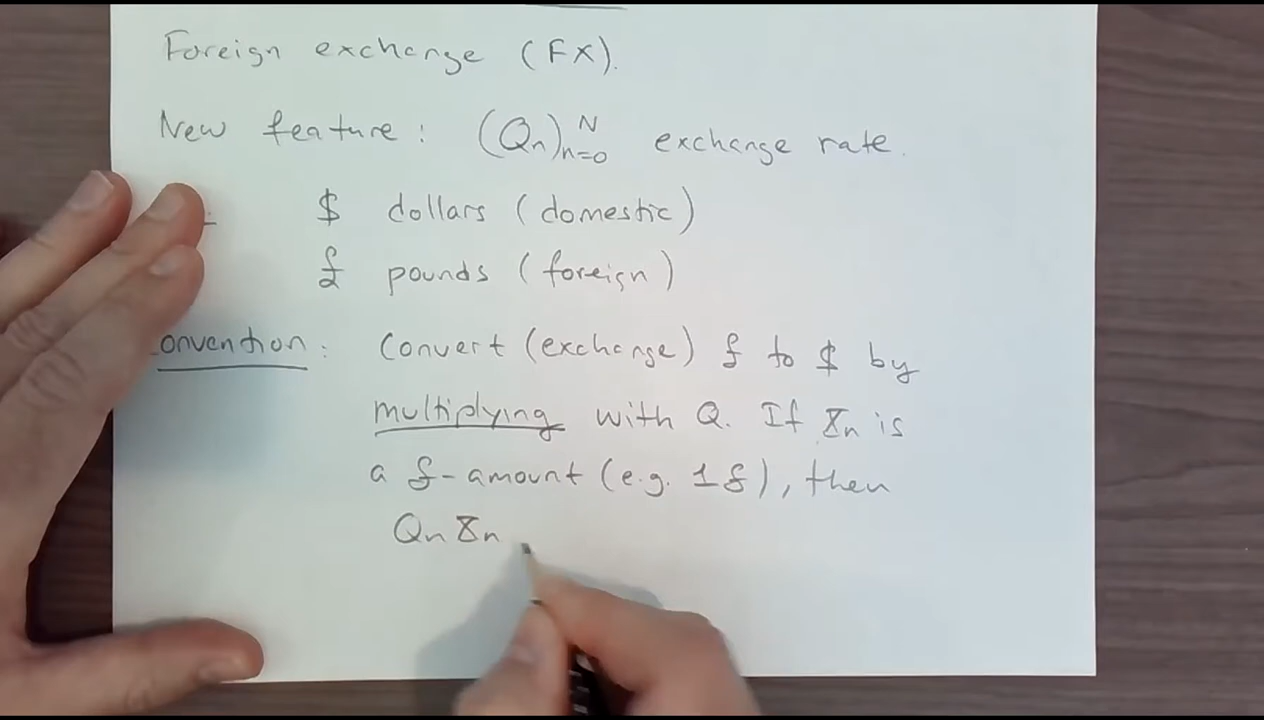 Foreign exchange (FX).
New feature: (Qn)_{n=0}^{N} exchange rate.
$ dollars (domestic)
£ pounds (foreign)
onvention: Convert (exchange) £ to $ by
multiplying with Q. If Xn is
a £-amount (e.g. 1£), then
Qn Xn